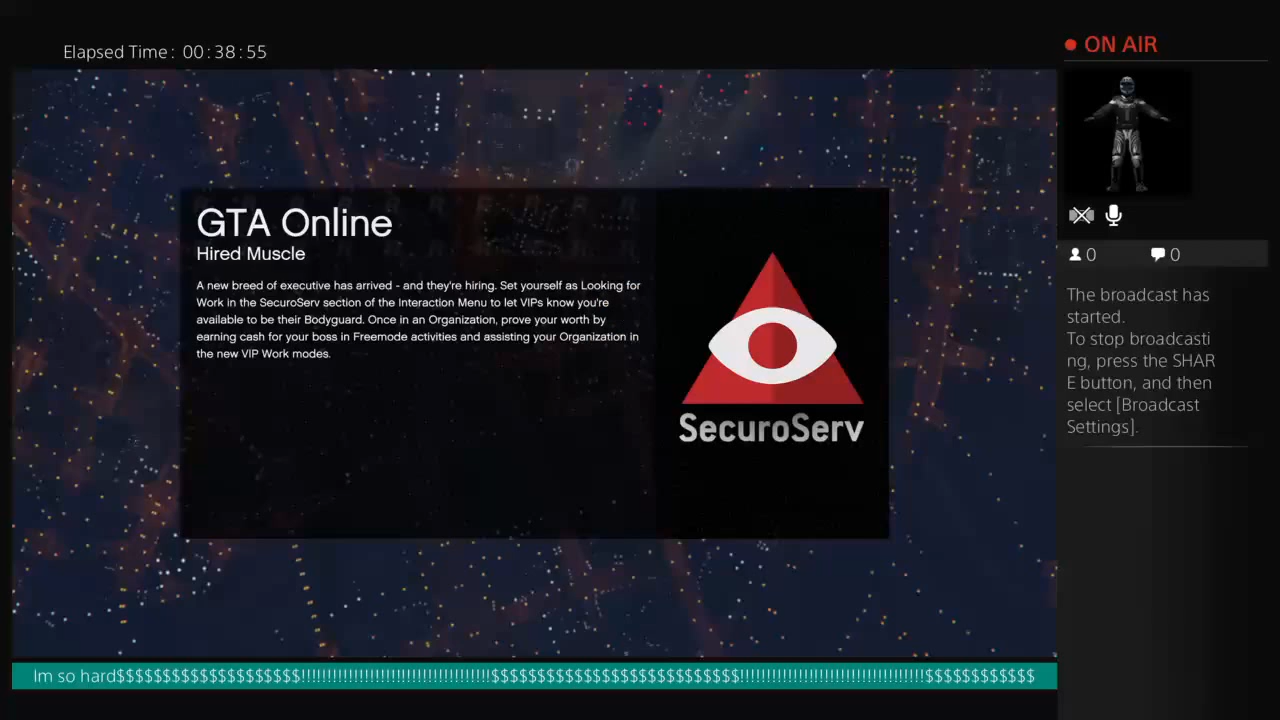 Elapsed Time: 00:38:55
ON AIR
GTA Online
Hired Muscle
A new breed of executive has arrived - and they're hiring. Set yourself as Looking for
Work in the SecuroServ section of the Interaction Menu to let VIPs know you're
available to be their Bodyguard. Once in an Organization, prove your worth by
earning cash for your boss in Freemode activities and assisting your Organization in
the new VIP Work modes.
SecuroServ
0 0
The broadcast has
started.
To stop broadcasti
ng, press the SHAR
E button, and then
select [Broadcast
Settings].
Im so hard$$$$$$$$$$$$$$$$$$$$!!!!!!!!!!!!!!!!!!!!!!!!!!!!!!!!!$$$$$$$$$$$$$$$$$$$$$$$$$$$!!!!!!!!!!!!!!!!!!!!!!!!!!!!!!!!$$$$$$$$$$$$